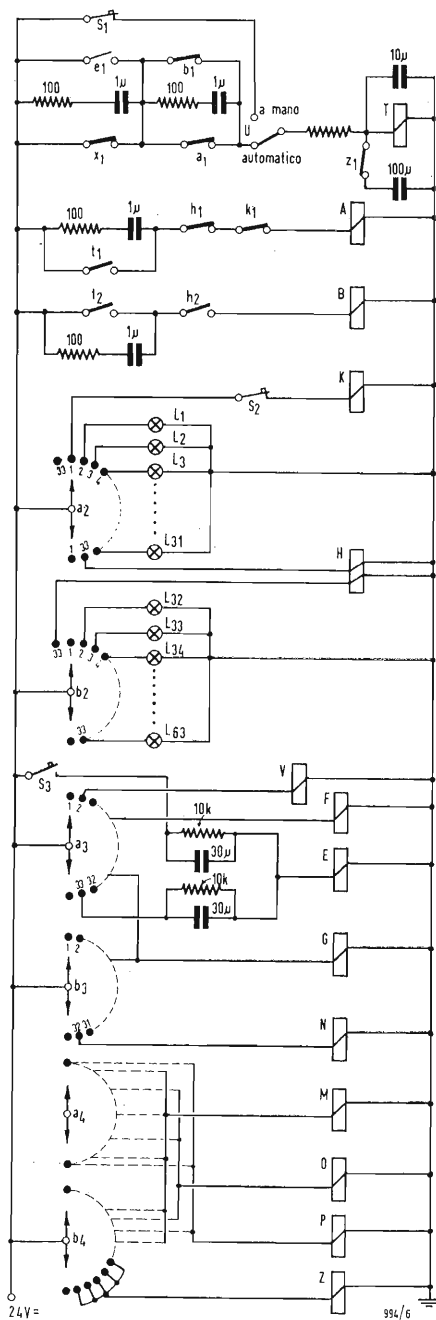 S1
e1 b1
100 1μ 100 1μ
10μ
a mano
T
U
x1 a1 automatico
z1
100μ
100 1μ h1 k1 A
t1
t2 h2 B
1μ
100
K
S2
L1
L2
L3
33 1 2 3 4
a2
1 33 L31
H
L32
L33
L34
33 1 2 3 4
b2
33 L63
S3
V
1 2 F
10k
a3
30μ E
10k
33 32
30μ
1 2 G
b3
32 31 N
a4 M
O
b4 P
Z
24V= 994/6